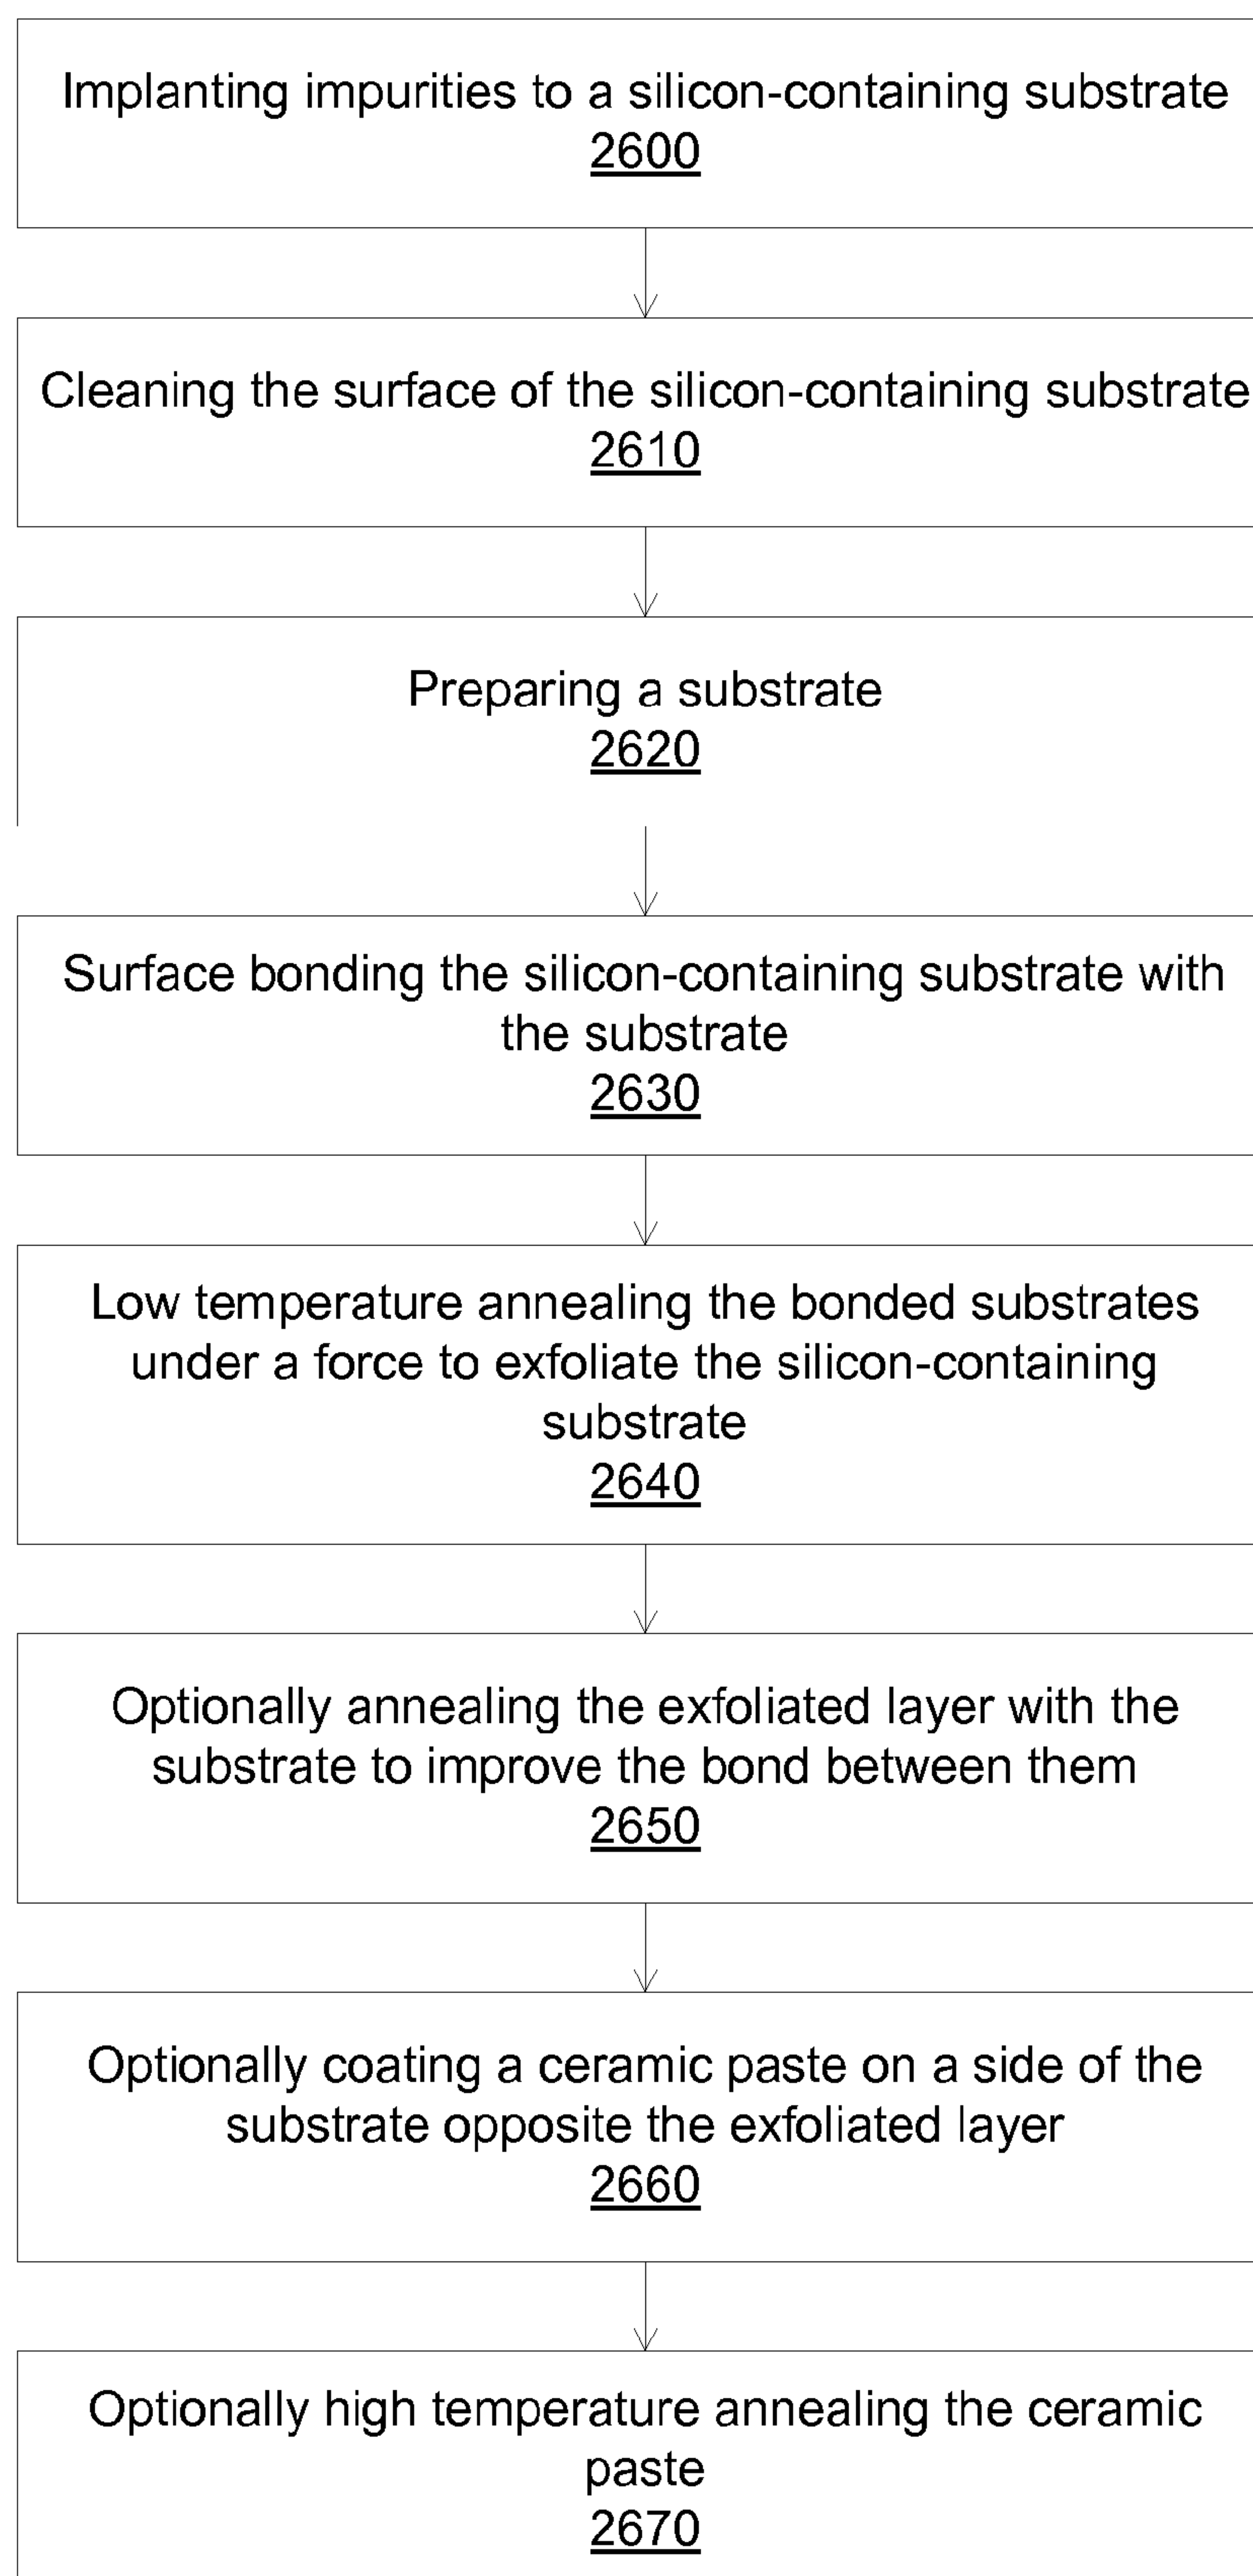 Implanting impurities to a silicon-containing substrate
2600
Cleaning the surface of the silicon-containing substrate
2610
Preparing a substrate
2620
Surface bonding the silicon-containing substrate with
the substrate
2630
Low temperature annealing the bonded substrates
under a force to exfoliate the silicon-containing
substrate
2640
Optionally annealing the exfoliated layer with the
substrate to improve the bond between them
2650
Optionally coating a ceramic paste on a side of the
substrate opposite the exfoliated layer
2660
Optionally high temperature annealing the ceramic
paste
2670